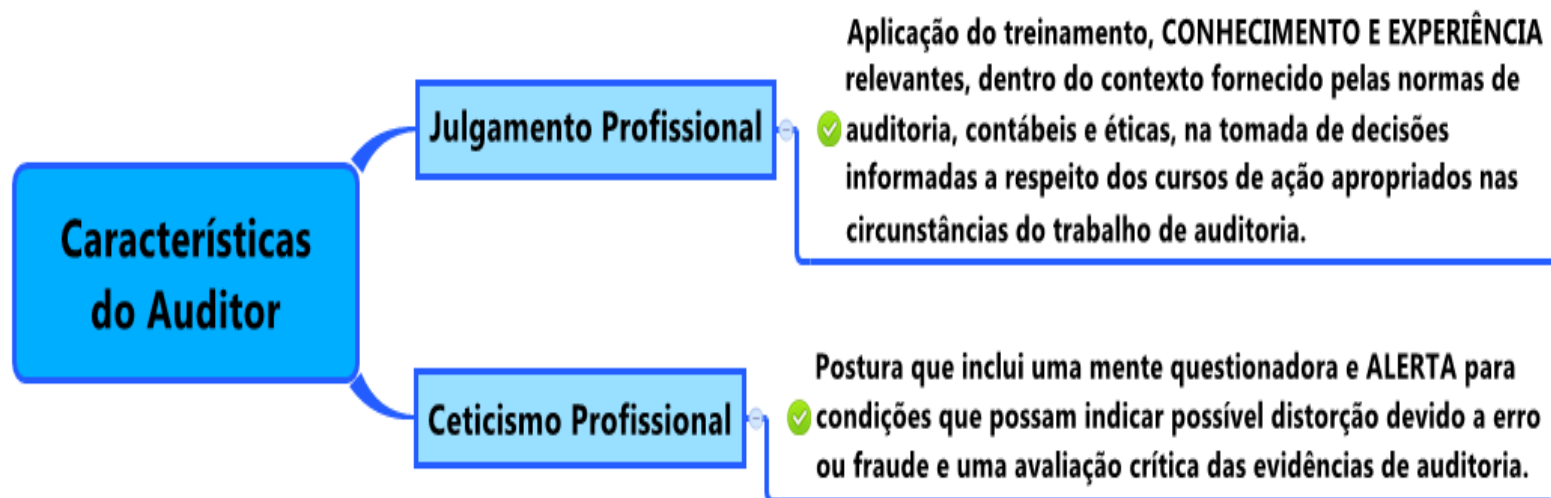 Características
do Auditor
Julgamento Profissional
Aplicação do treinamento, CONHECIMENTO E EXPERIÊNCIA
relevantes, dentro do contexto fornecido pelas normas de
auditoria, contábeis e éticas, na tomada de decisões
informadas a respeito dos cursos de ação apropriados nas
circunstâncias do trabalho de auditoria.
Ceticismo Profissional
Postura que inclui uma mente questionadora e ALERTA para
condições que possam indicar possível distorção devido a erro
ou fraude e uma avaliação crítica das evidências de auditoria.